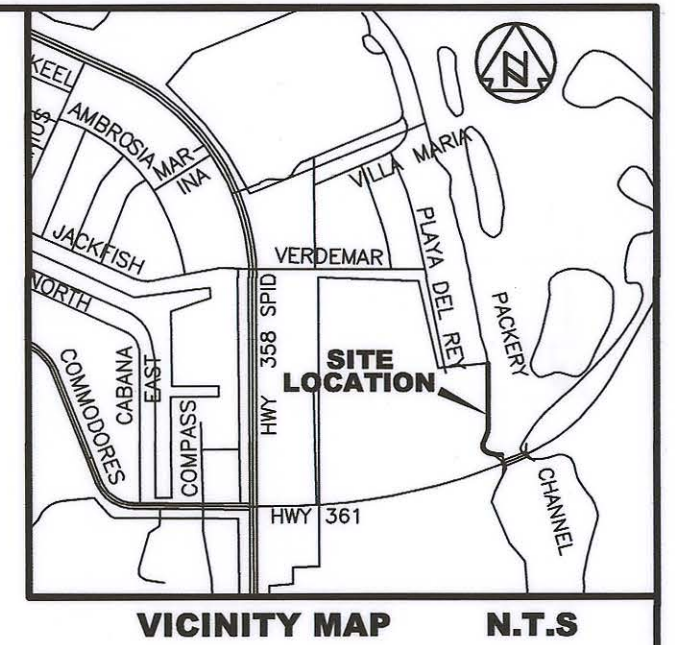 N
KEEL
AMBROSIA
MAR-
INA
VILLA MARIA
JACKFISH
VERDEMAR
PLAYA DEL REY
NORTH
HWY 358 SPID
PACKERY
SITE
LOCATION
COMMODORES
CABANA
EAST
COMPASS
CHANNEL
HWY 361
VICINITY MAP N.T.S